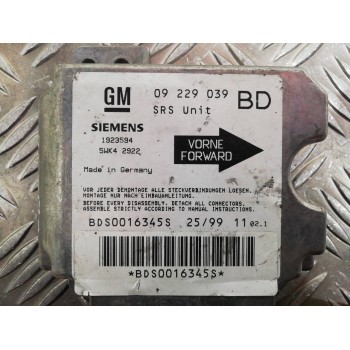 GM
09 229 039 BD
SRS Unit
SIEMENS
1923594
5WK4 2922
VORNE
FORWARD
Made in Germany
VOR JEDER DEMONTAGE ALLE STECKVERBINDUNGEN LOESEN.
MONTAGE NUR NACH EINBAUANLEITUNG.
BEFORE EVERY DISASSEMBLY, DETACH ALL CONNECTORS.
ASSEMBLE STRICTLY ACCORDING TO MANUAL INSTRUCTIONS.
BDS0016345S 25/99 11 02.1
*BDS0016345S*